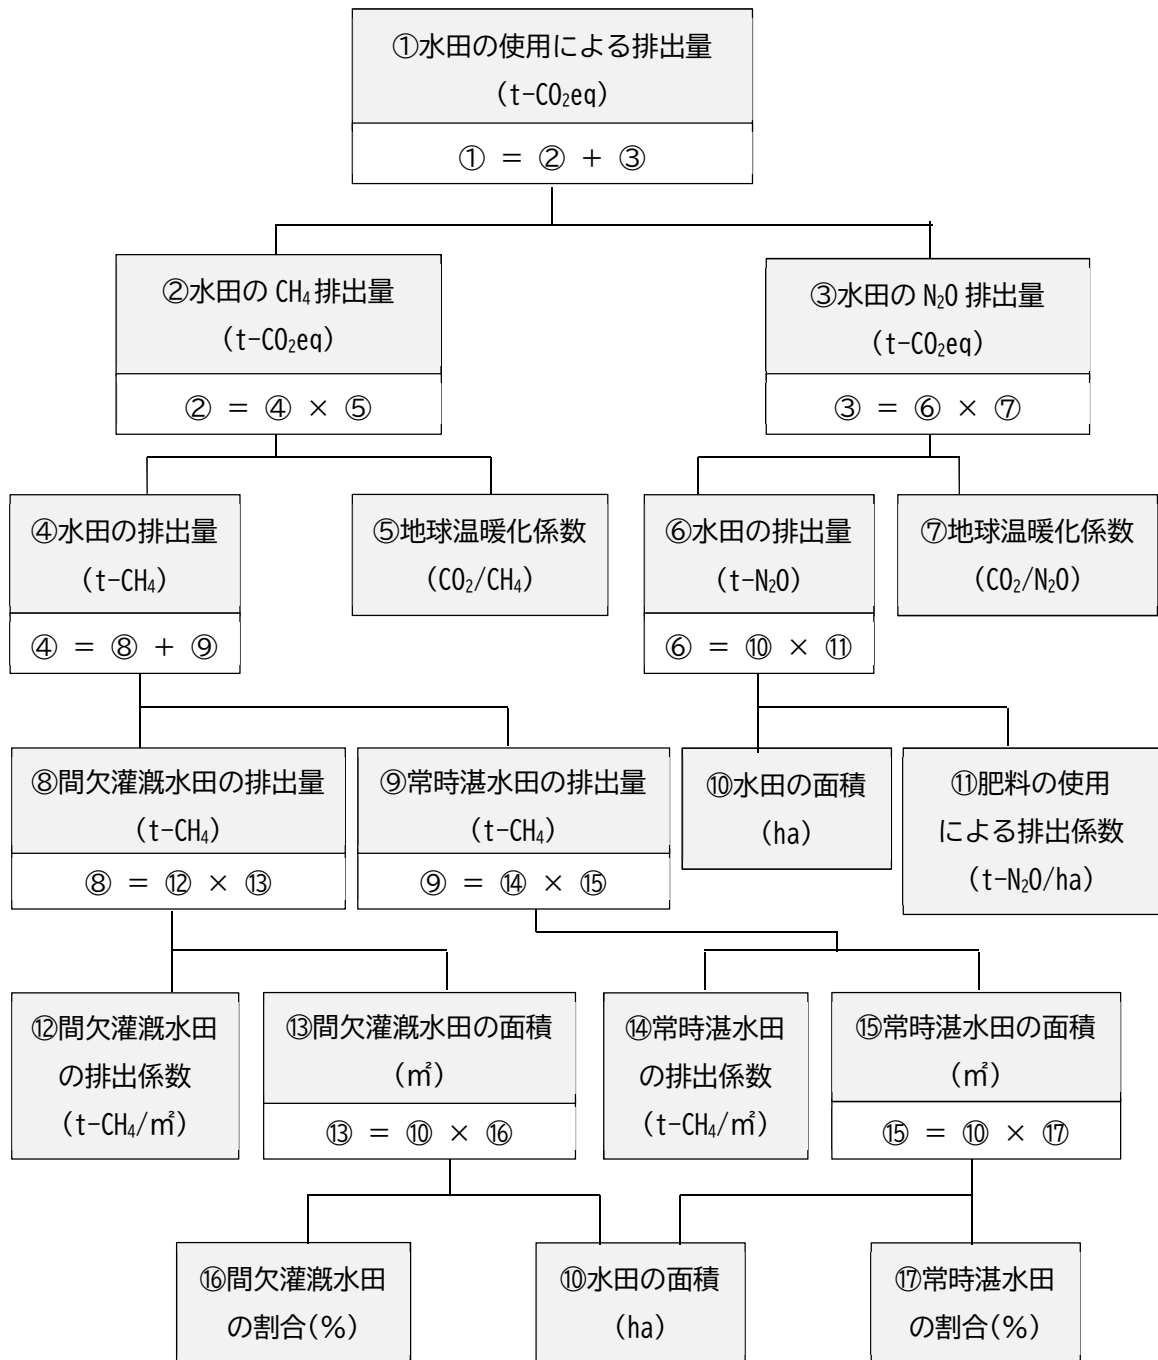 ①水田の使用による排出量
(t-CO₂eq)
① = ② + ③
②水田の CH₄排出量
(t-CO₂eq)
② = ④ × ⑤
③水田の N₂O 排出量
(t-CO₂eq)
③ = ⑥ × ⑦
④水田の排出量
(t-CH₄)
④ = ⑧ + ⑨
⑤地球温暖化係数
(CO₂/CH₄)
⑥水田の排出量
(t-N₂O)
⑥ = ⑩ × ⑪
⑦地球温暖化係数
(CO₂/N₂O)
⑧間欠灌漑水田の排出量
(t-CH₄)
⑧ = ⑫ × ⑬
⑨常時湛水田の排出量
(t-CH₄)
⑨ = ⑭ × ⑮
⑩水田の面積
(ha)
⑪肥料の使用
による排出係数
(t-N₂O/ha)
⑫間欠灌漑水田
の排出係数
(t-CH₄/㎡)
⑬間欠灌漑水田の面積
(㎡)
⑬ = ⑩ × ⑯
⑭常時湛水田
の排出係数
(t-CH₄/㎡)
⑮常時湛水田の面積
(㎡)
⑮ = ⑩ × ⑰
⑯間欠灌漑水田
の割合(%)
⑩水田の面積
(ha)
⑰常時湛水田
の割合(%)